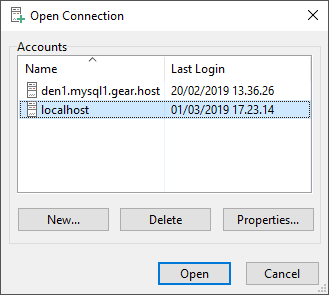 Open Connection
Accounts
Name Last Login
den1.mysql1.gear.host 20/02/2019 13.36.26
localhost 01/03/2019 17.23.14
New... Delete Properties...
Open Cancel